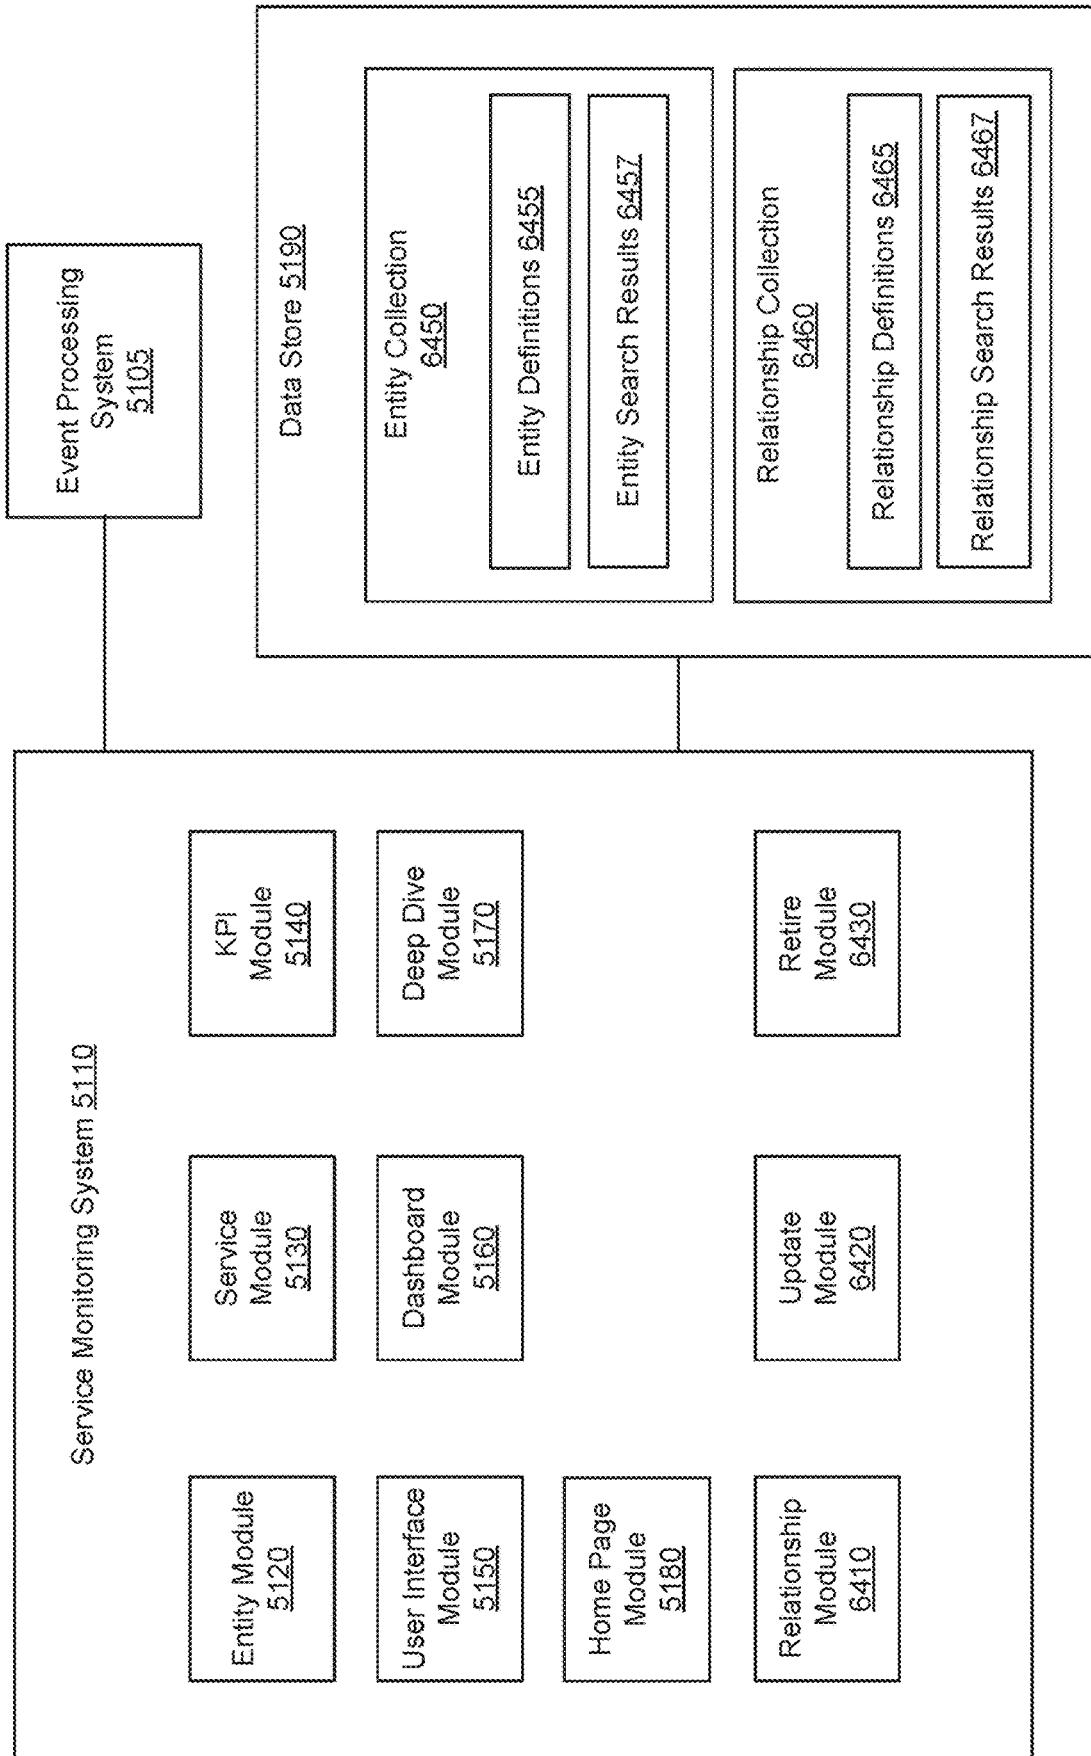 Service Monitoring System 5110
Entity Module
5120
Service
Module
5130
KPI
Module
5140
User Interface
Module
5150
Dashboard
Module
5160
Deep Dive
Module
5170
Home Page
Module
5180
Relationship
Module
6410
Update
Module
6420
Retire
Module
6430
Event Processing
System
5105
Data Store 5190
Entity Collection
6450
Entity Definitions 6455
Entity Search Results 6457
Relationship Collection
6460
Relationship Definitions 6465
Relationship Search Results 6467